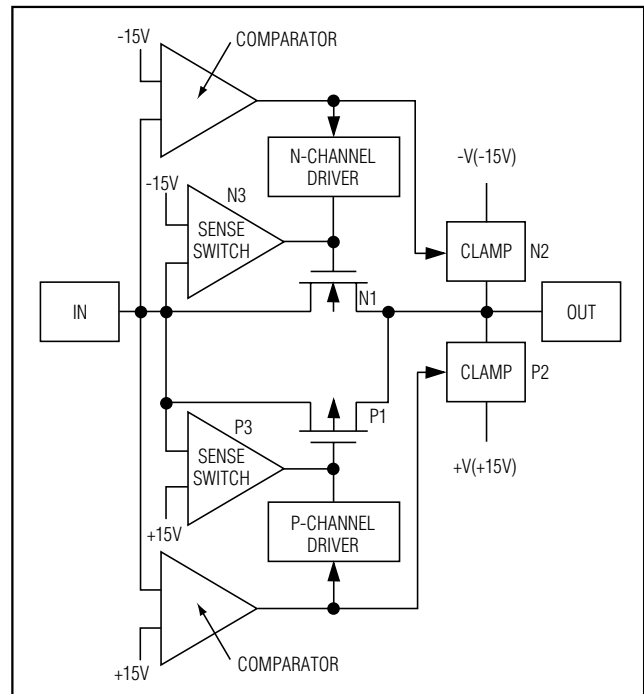 -15V
COMPARATOR
N-CHANNEL
DRIVER
-V(-15V)
-15V
N3
SENSE
SWITCH
CLAMP
N2
IN
N1
OUT
CLAMP
P2
P1
P3
SENSE
SWITCH
+V(+15V)
+15V
P-CHANNEL
DRIVER
+15V
COMPARATOR